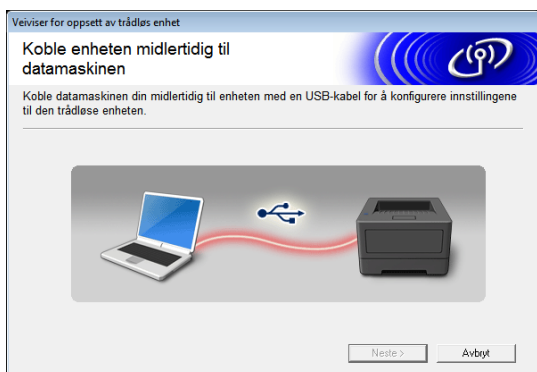 Veiviser for oppsett av trådløs enhet
Koble enheten midlertidig til
datamaskinen
Koble datamaskinen din midlertidig til enheten med en USB-kabel for å konfigurere innstillingene
til den trådløse enheten.
Neste >
Avbryt